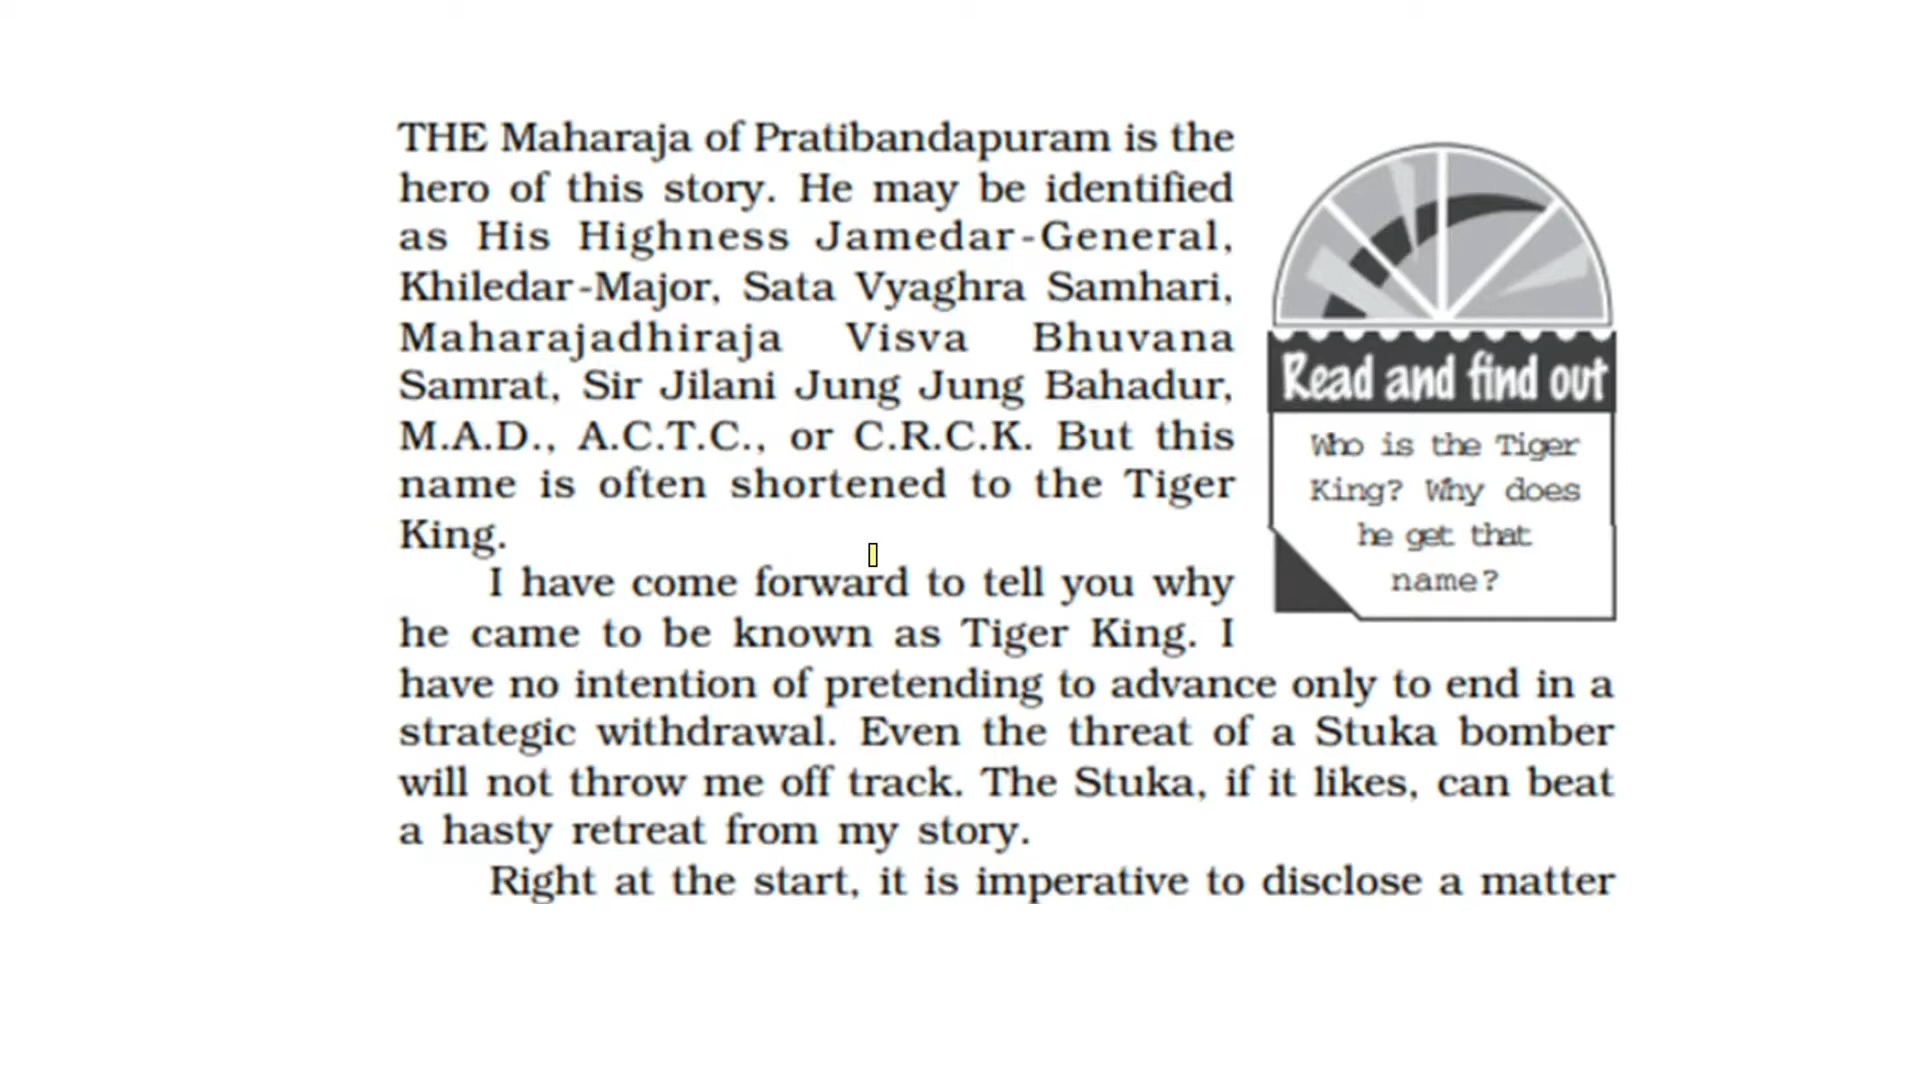 THE Maharaja of Pratibandapuram is the
hero of this story. He may be identified
as His Highness Jamedar-General,
Khiledar-Major, Sata Vyaghra Samhari,
Maharajadhiraja Visva Bhuvana
Samrat, Sir Jilani Jung Jung Bahadur,
M.A.D., A.C.T.C., or C.R.C.K. But this
name is often shortened to the Tiger
King.
I have come forward to tell you why
he came to be known as Tiger King. I
have no intention of pretending to advance only to end in a
strategic withdrawal. Even the threat of a Stuka bomber
will not throw me off track. The Stuka, if it likes, can beat
a hasty retreat from my story.
Right at the start, it is imperative to disclose a matter
Read and find out
Who is the Tiger
King? Why does
he get that
name?